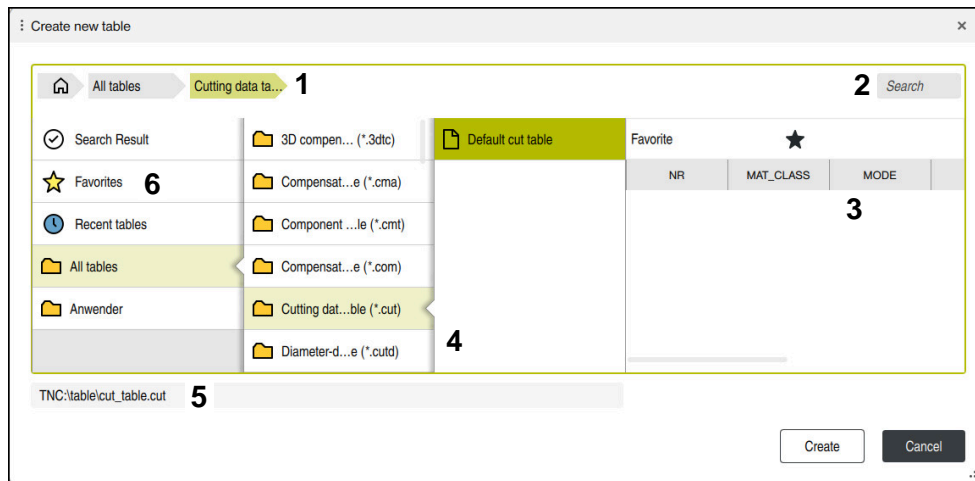 Create new table
All tables
Cutting data ta...
1
2
Search
Search Result
3D compen... (*.3dtc)
Default cut table
Favorite
Favorites
6
Compensat...e (*.cma)
NR
MAT_CLASS
MODE
3
Recent tables
Component ...le (*.cmt)
All tables
Compensat...e (*.com)
Anwender
Cutting dat...ble (*.cut)
4
Diameter-d...e (*.cutd)
TNC:\table\cut_table.cut
5
Create
Cancel